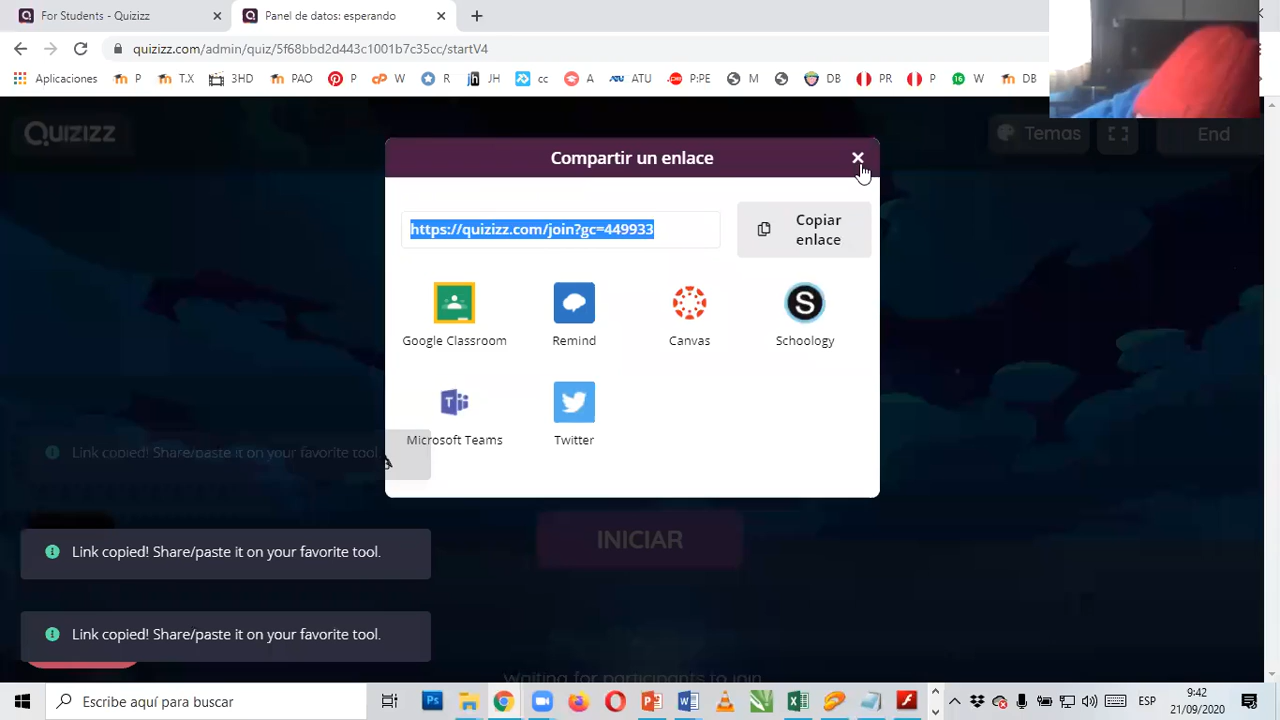 For Students - Quizizz
Panel de datos: esperando
quizizz.com/admin/quiz/5f68bbd2d443c1001b7c35cc/startV4
Aplicaciones P T.X 3HD PAO P W R JH cc A ATU P:PE M DB PR P W DB
Quizizz
Temas
End
Compartir un enlace
https://quizizz.com/join?gc=449933
Copiar
enlace
Google Classroom Remind Canvas Schoology
Microsoft Teams Twitter
Link copied! Share/paste it on your favorite tool.
INICIAR
Link copied! Share/paste it on your favorite tool.
Link copied! Share/paste it on your favorite tool.
Waiting for participants to join
Escribe aquí para buscar
ESP
9:42
21/09/2020